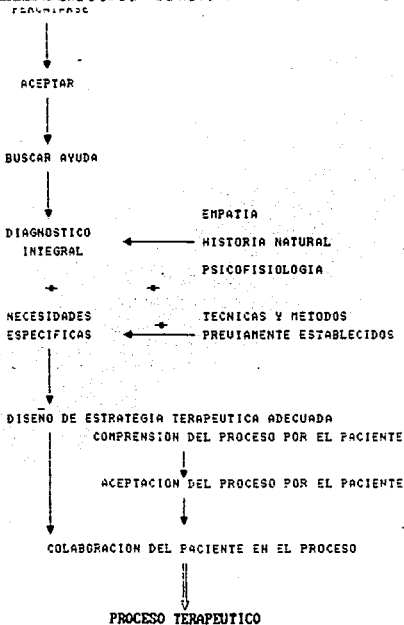 ACEPTAR
BUSCAR AYUDA
EMPATIA
DIAGNOSTICO
INTEGRAL
HISTORIA NATURAL
PSICOFISIOLOGIA
NECESIDADES
ESPECIFICAS
TECNICAS Y METODOS
PREVIAMENTE ESTABLECIDOS
DISEÑO DE ESTRATEGIA TERAPEUTICA ADECUADA
COMPRENSION DEL PROCESO POR EL PACIENTE
ACEPTACION DEL PROCESO POR EL PACIENTE
COLABORACION DEL PACIENTE EN EL PROCESO
PROCESO TERAPEUTICO